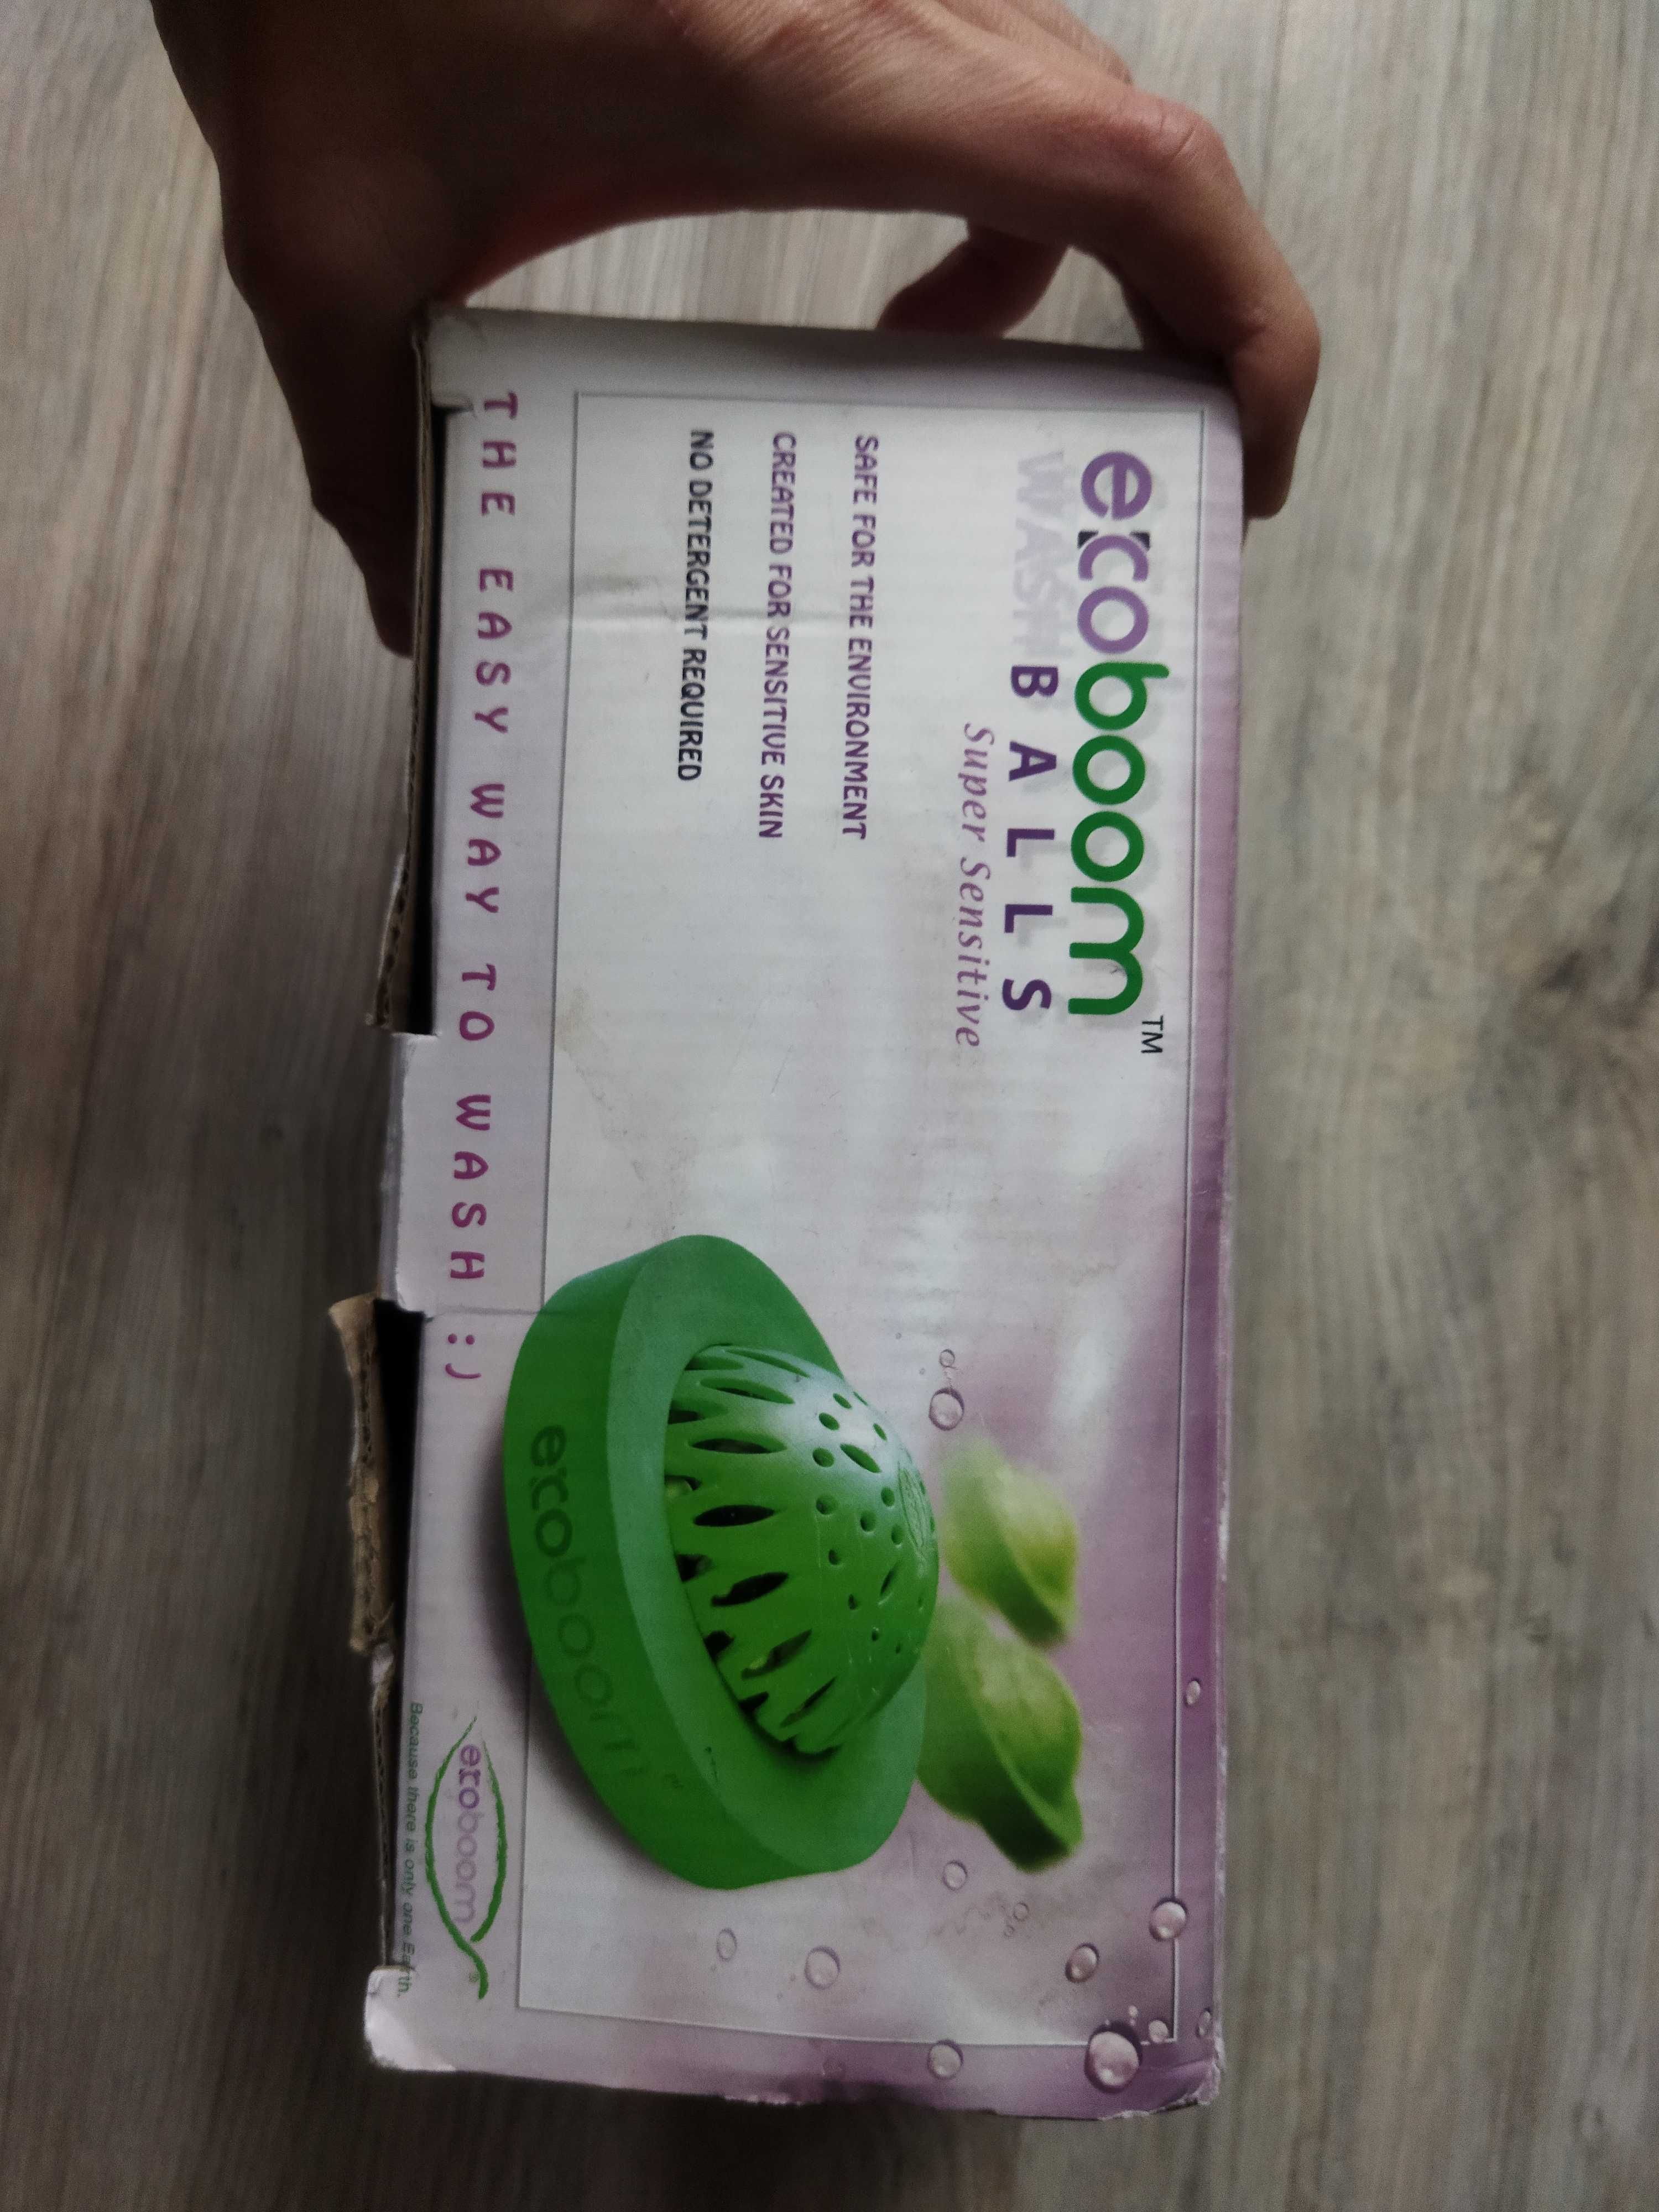 ecoboom™
WASH BALLS
Super Sensitive
SAFE FOR THE ENVIRONMENT
CREATED FOR SENSITIVE SKIN
NO DETERGENT REQUIRED
ecoboom™
THE EASY WAY TO WASH :)
ecoboom®
Because there is only one Earth.